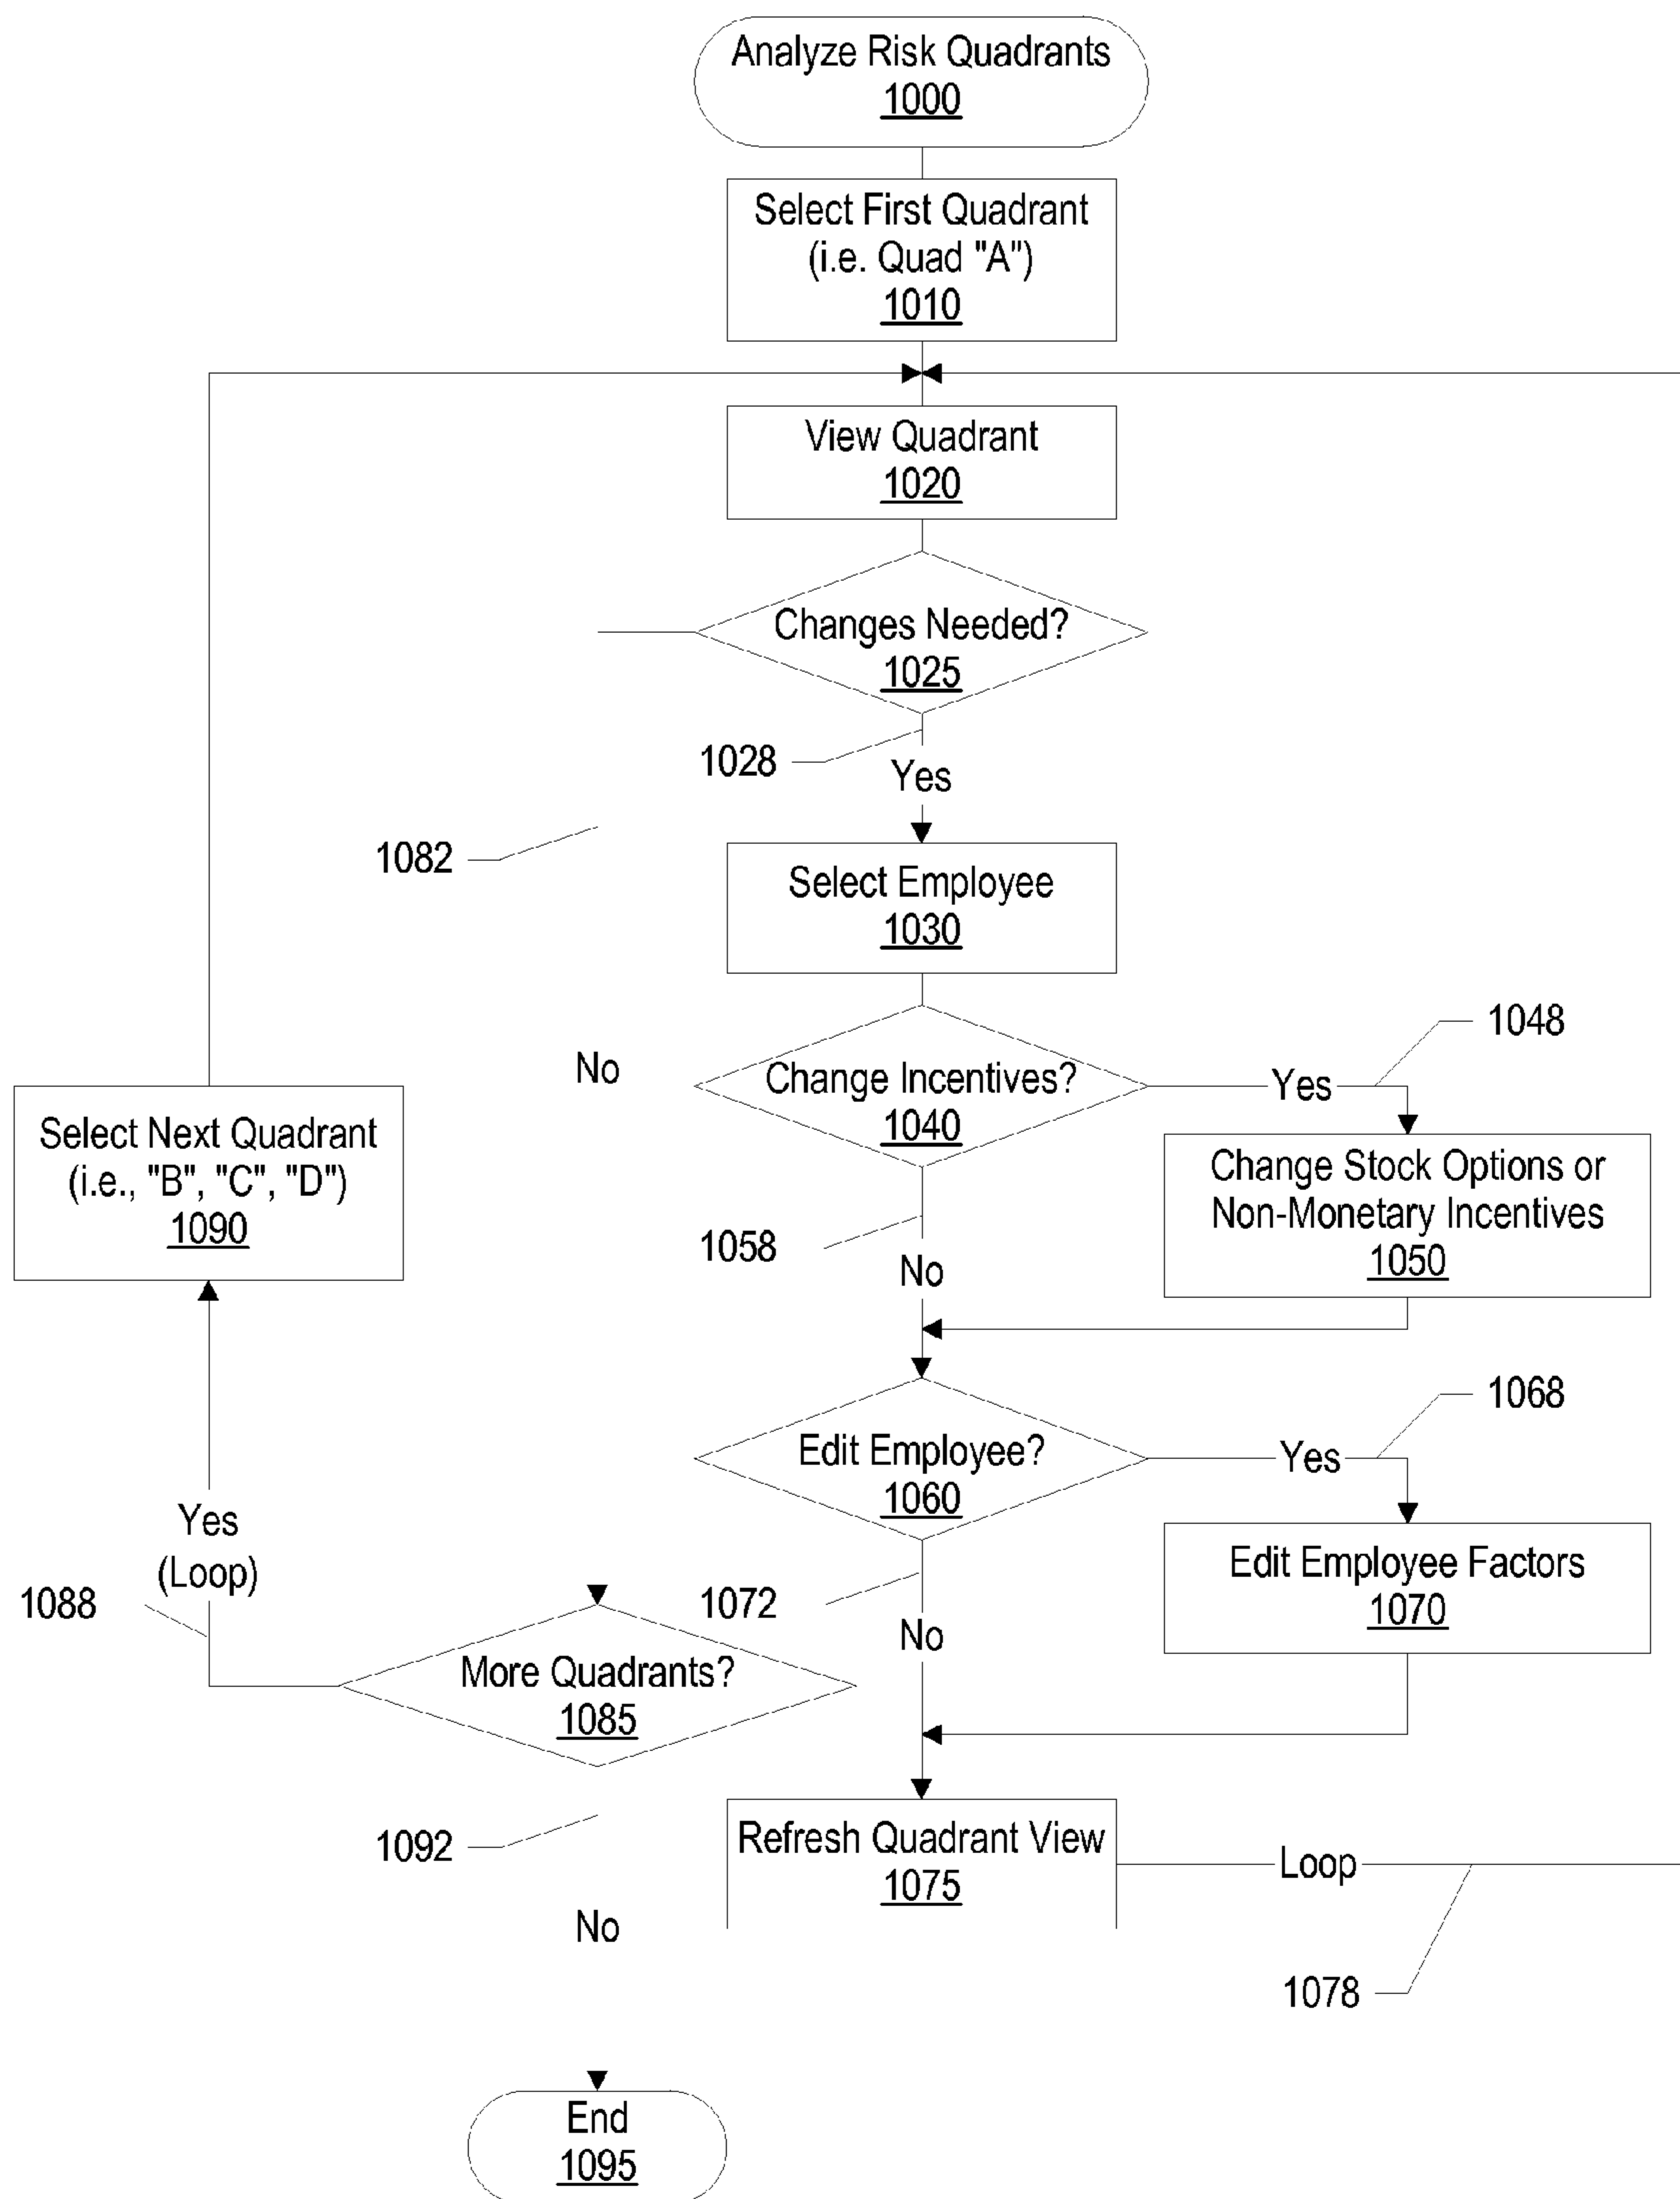 Analyze Risk Quadrants
1000
Select First Quadrant
(i.e. Quad "A")
1010
View Quadrant
1020
Changes Needed?
1025
1028
Yes
1082
Select Employee
1030
1048
No
Change Incentives?
1040
Yes
Select Next Quadrant
(i.e., "B", "C", "D")
1090
Change Stock Options or
Non-Monetary Incentives
1050
1058
No
1068
Edit Employee?
1060
Yes
Yes
(Loop)
1088
Edit Employee Factors
1070
1072
No
More Quadrants?
1085
1092
Refresh Quadrant View
1075
Loop
No
1078
End
1095